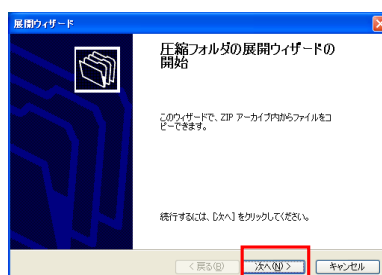 展開ウィザード
圧縮フォルダの展開ウィザードの
開始
このウィザードで、ZIP アーカイブ内からファイルをコ
ピーできます。
続行するには、[次へ] をクリックしてください。
< 戻る(B)
次へ(N) >
キャンセル